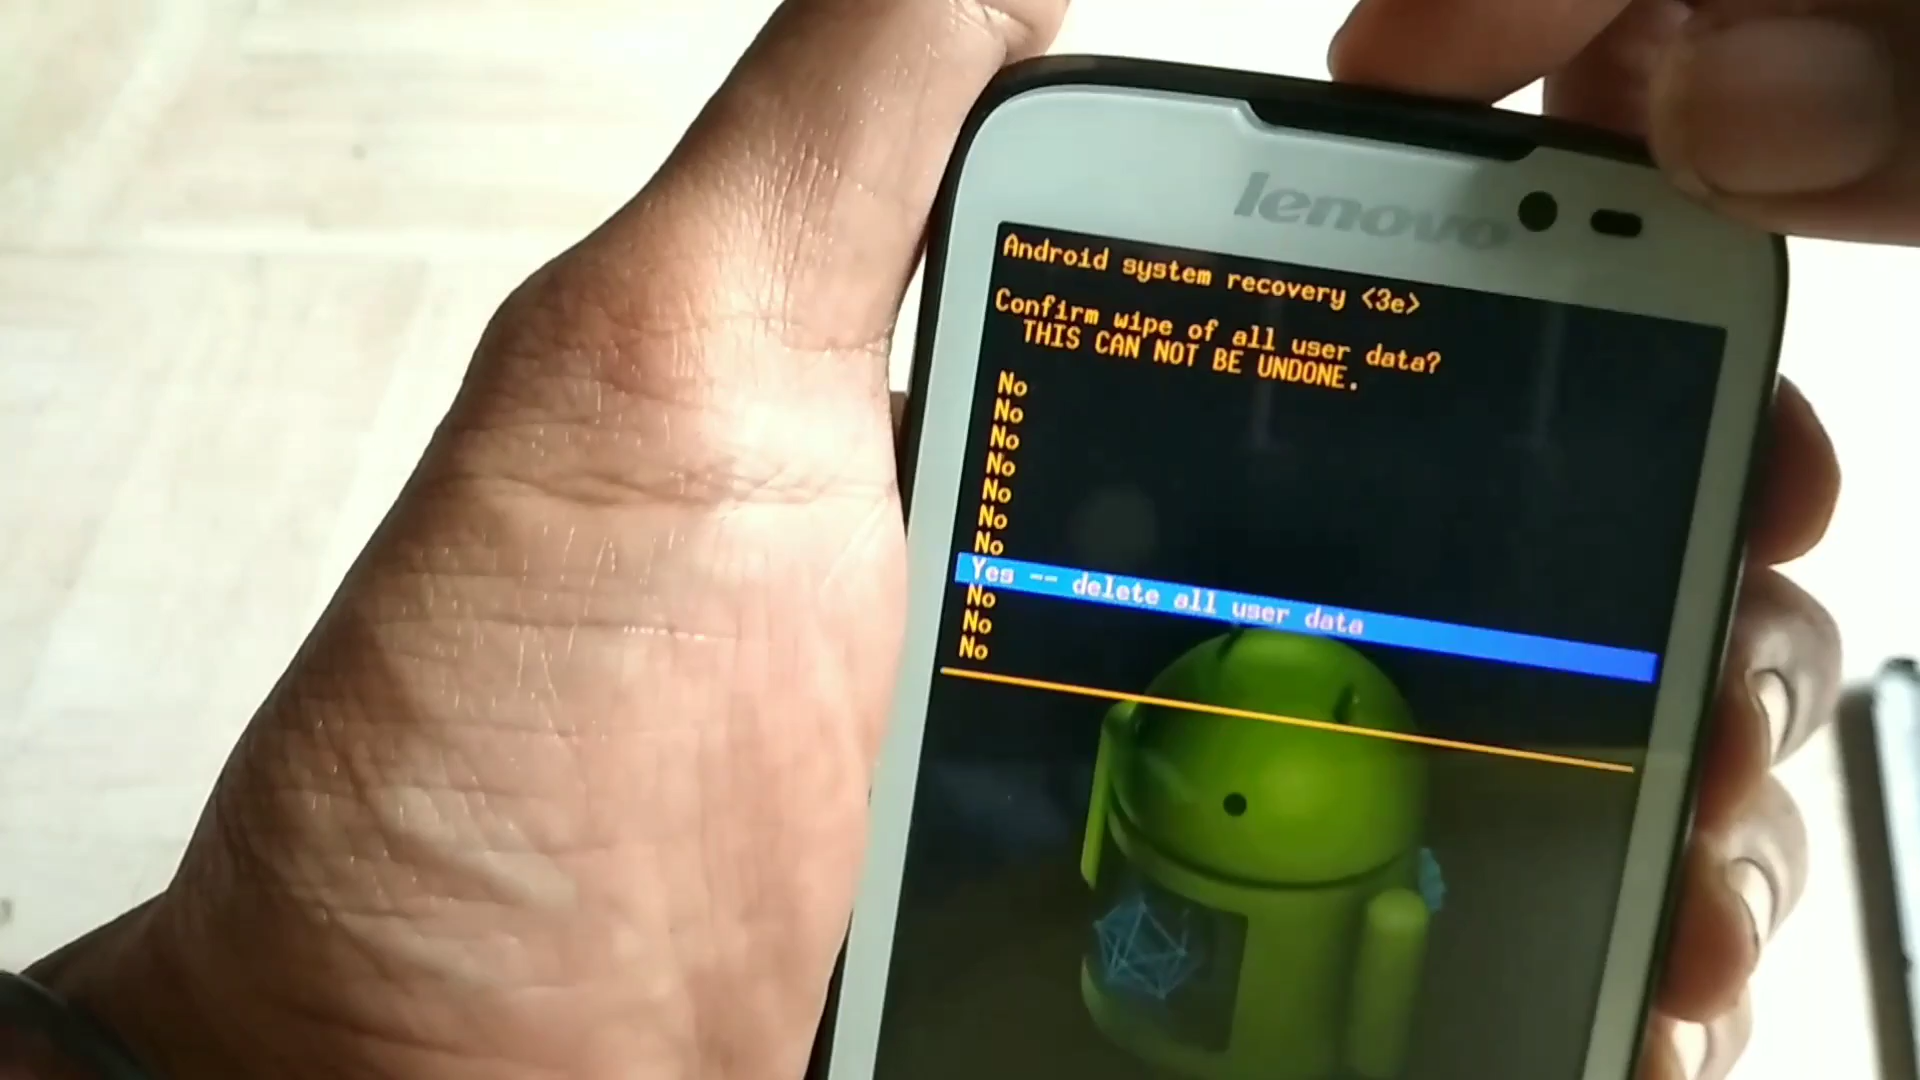 lenovo
Android system recovery <3e>
Confirm wipe of all user data?
THIS CAN NOT BE UNDONE.
No
No
No
No
No
No
No
Yes -- delete all user data
No
No
No